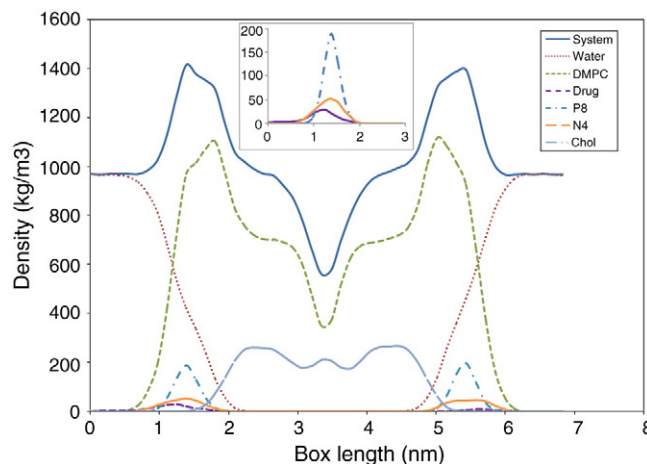 1600
1400
1200
1000
800
600
400
200
0
Density (kg/m3)
0 1 2 3 4 5 6 7 8
Box length (nm)
200
150
100
50
0
0 1 2 3
System
Water
DMPC
Drug
P8
N4
Chol